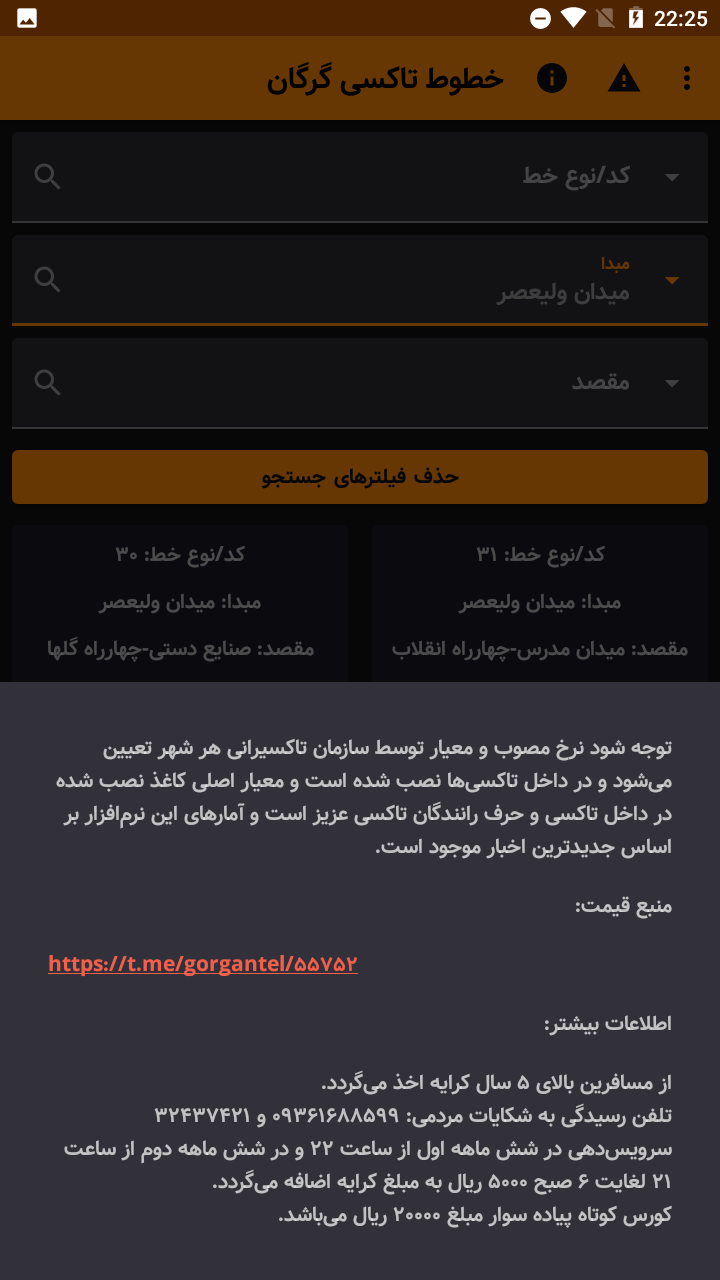 22:25
خطوط تاکسی گرگان
کد/نوع خط
مبدا
میدان ولیعصر
مقصد
حذف فیلترهای جستجو
کد/نوع خط: ۳۱
مبدا: میدان ولیعصر
مقصد: میدان مدرس-چهارراه انقلاب
کد/نوع خط: ۳۰
مبدا: میدان ولیعصر
مقصد: صنایع دستی-چهارراه گلها
توجه شود نرخ مصوب و معیار توسط سازمان تاکسیرانی هر شهر تعیین
می‌شود و در داخل تاکسی‌ها نصب شده است و معیار اصلی کاغذ نصب شده
در داخل تاکسی و حرف رانندگان تاکسی عزیز است و آمارهای این نرم‌افزار بر
اساس جدیدترین اخبار موجود است.
منبع قیمت:
https://t.me/gorgantel/۵۵۷۵۲
اطلاعات بیشتر:
از مسافرین بالای ۵ سال کرایه اخذ می‌گردد.
تلفن رسیدگی به شکایات مردمی: ۰۹۳۶۱۶۸۸۵۹۹ و ۳۲۴۳۷۴۲۱
سرویس‌دهی در شش ماهه اول از ساعت ۲۲ و در شش ماهه دوم از ساعت
۲۱ لغایت ۶ صبح ۵۰۰۰ ریال به مبلغ کرایه اضافه می‌گردد.
کورس کوتاه پیاده سوار مبلغ ۲۰۰۰۰ ریال می‌باشد.